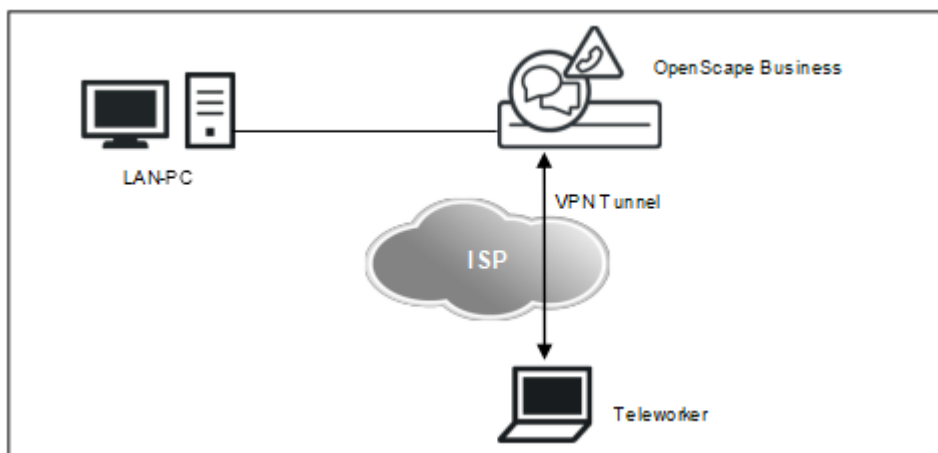 OpenScape Business
LAN-PC
VPN Tunnel
ISP
Teleworker